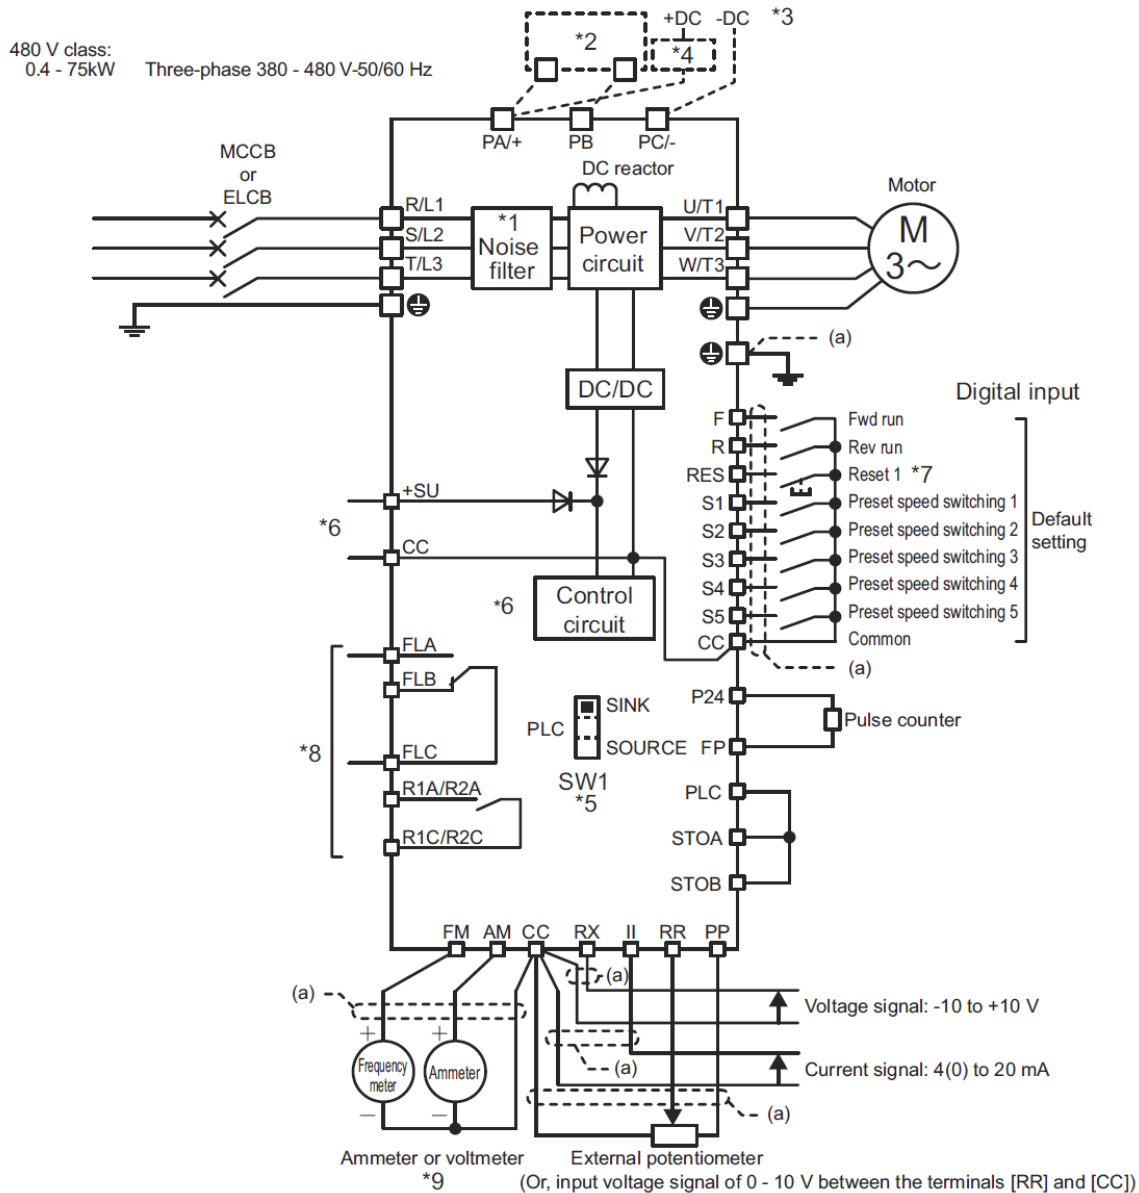 +DC -DC *3
*2
*4
480 V class:
0.4 - 75kW Three-phase 380 - 480 V-50/60 Hz
PA/+ PB PC/-
MCCB
or
ELCB
DC reactor
Motor
R/L1
S/L2
T/L3
*1
Noise
filter
Power
circuit
U/T1
V/T2
W/T3
M
3～
(a)
DC/DC
Digital input
F Fwd run
R Rev run
RES Reset 1 *7
S1 Preset speed switching 1
S2 Preset speed switching 2
S3 Preset speed switching 3
S4 Preset speed switching 4
S5 Preset speed switching 5
CC Common
Default
setting
(a)
+SU
*6
CC
*6
Control
circuit
FLA
FLB
FLC
*8
R1A/R2A
R1C/R2C
SINK
PLC
SOURCE
SW1
*5
P24
Pulse counter
FP
PLC
STOA
STOB
FM AM CC RX II RR PP
(a)
(a)
Voltage signal: -10 to +10 V
+ +
Frequency
meter
Ammeter
(a)
Current signal: 4(0) to 20 mA
(a)
− −
Ammeter or voltmeter
*9
External potentiometer
(Or, input voltage signal of 0 - 10 V between the terminals [RR] and [CC])